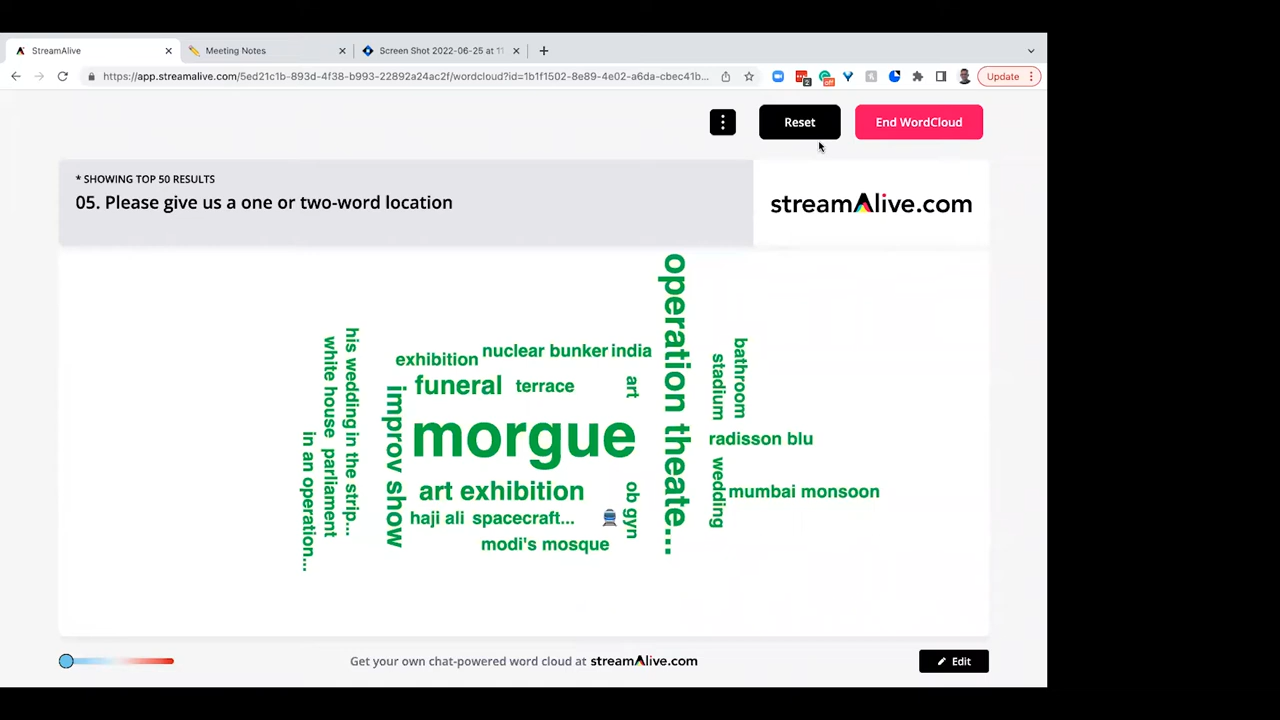 StreamAlive
Meeting Notes
Screen Shot 2022-06-25 at 11
https://app.streamalive.com/5ed21c1b-893d-4f38-b993-22892a24ac2f/wordcloud?id=1b1f1502-8e89-4e02-a6da-cbec41b...
2
off
Update
Reset
End WordCloud
* SHOWING TOP 50 RESULTS
05. Please give us a one or two-word location
streamAlive.com
operation theate...
his wedding
in the strip...
white house
parliament
in an operation...
exhibition
nuclear bunker
india
funeral
terrace
art
improv show
morgue
art exhibition
haji ali
spacecraft...
ob gyn
modi's mosque
bathroom
stadium
radisson blu
wedding
mumbai monsoon
Get your own chat-powered word cloud at streamAlive.com
Edit